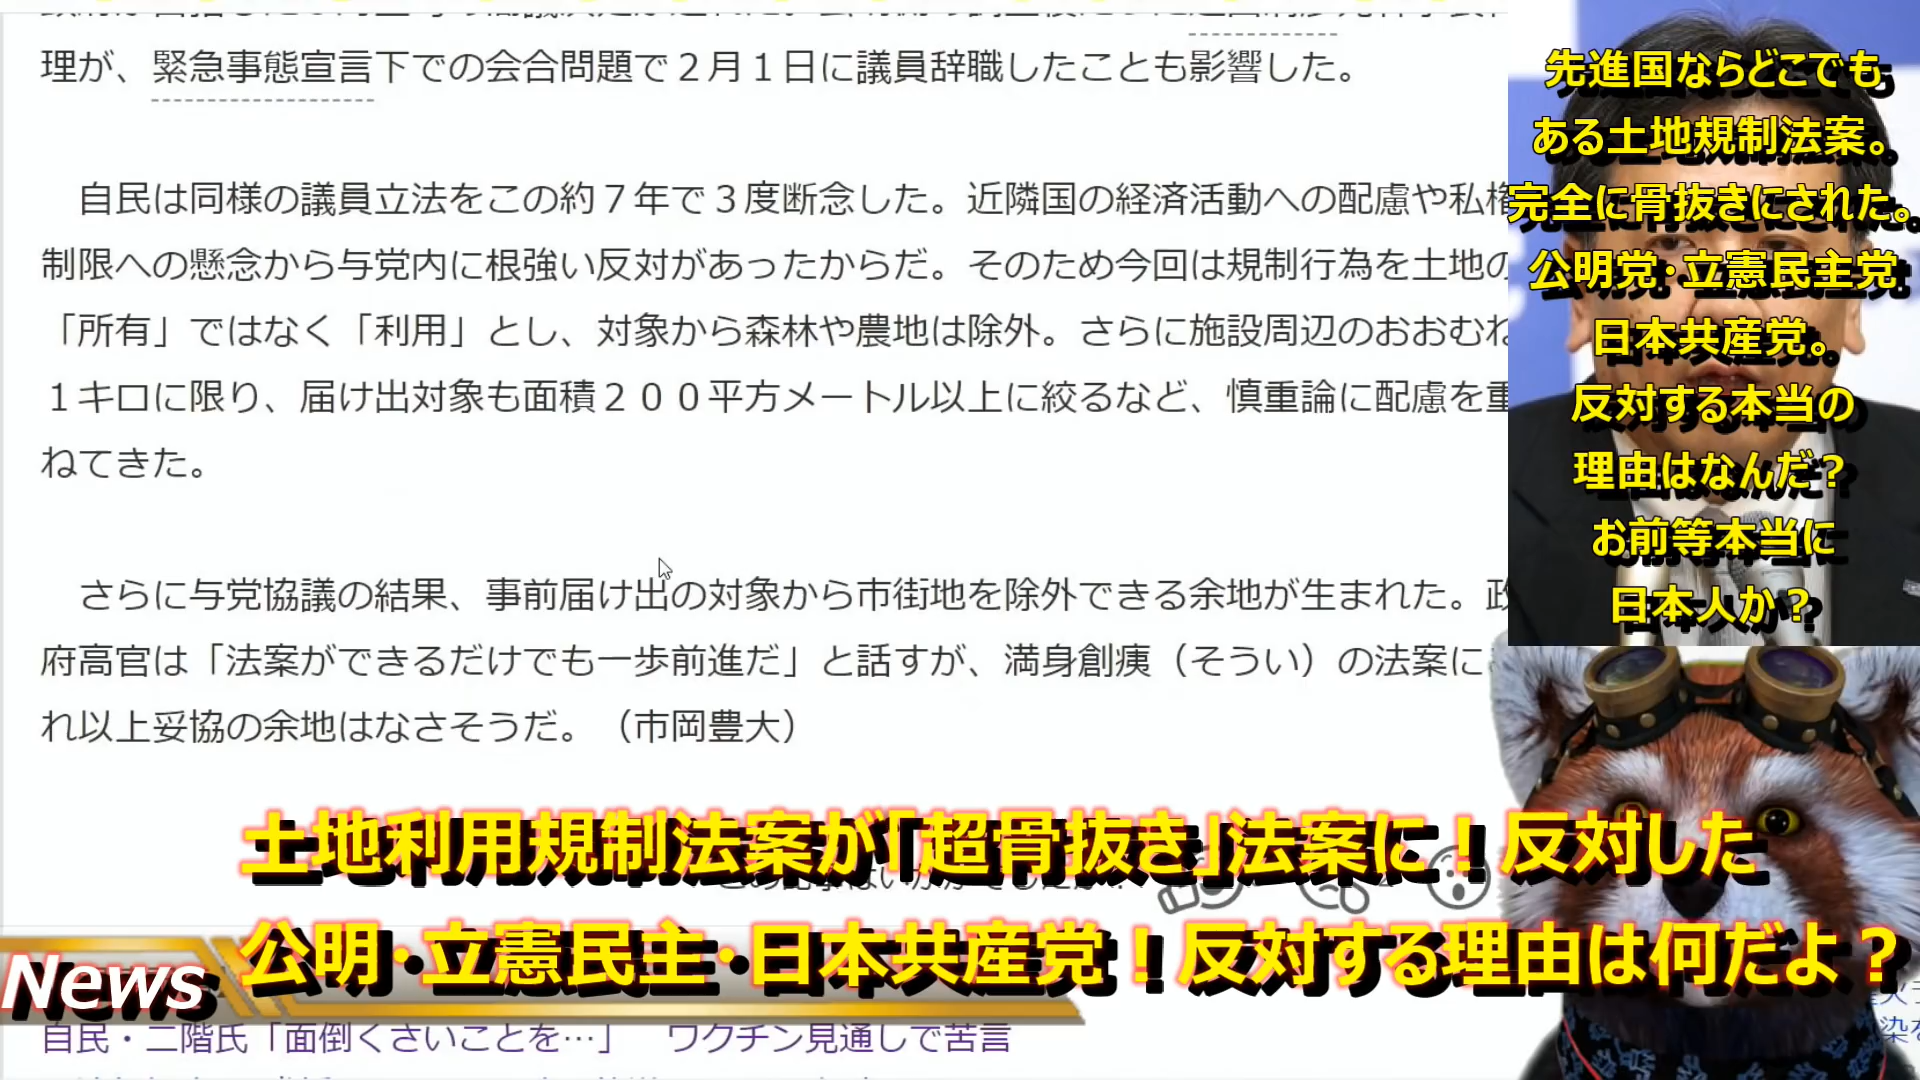 理が、緊急事態宣言下での会合問題で２月１日に議員辞職したことも影響した。
自民は同様の議員立法をこの約７年で３度断念した。近隣国の経済活動への配慮や私権
制限への懸念から与党内に根強い反対があったからだ。そのため今回は規制行為を土地の
「所有」ではなく「利用」とし、対象から森林や農地は除外。さらに施設周辺のおおむね
１キロに限り、届け出対象も面積２００平方メートル以上に絞るなど、慎重論に配慮を重
ねてきた。
さらに与党協議の結果、事前届け出の対象から市街地を除外できる余地が生まれた。政
府高官は「法案ができるだけでも一歩前進だ」と話すが、満身創痍（そうい）の法案に
れ以上妥協の余地はなさそうだ。（市岡豊大）
先進国ならどこでも
ある土地規制法案。
完全に骨抜きにされた。
公明党・立憲民主党
日本共産党。
反対する本当の
理由はなんだ？
お前等本当に
日本人か？
土地利用規制法案が「超骨抜き」法案に！反対した
公明・立憲民主・日本共産党！反対する理由は何だよ？
News
自民・二階氏「面倒くさいことを…」　ワクチン見通しで苦言